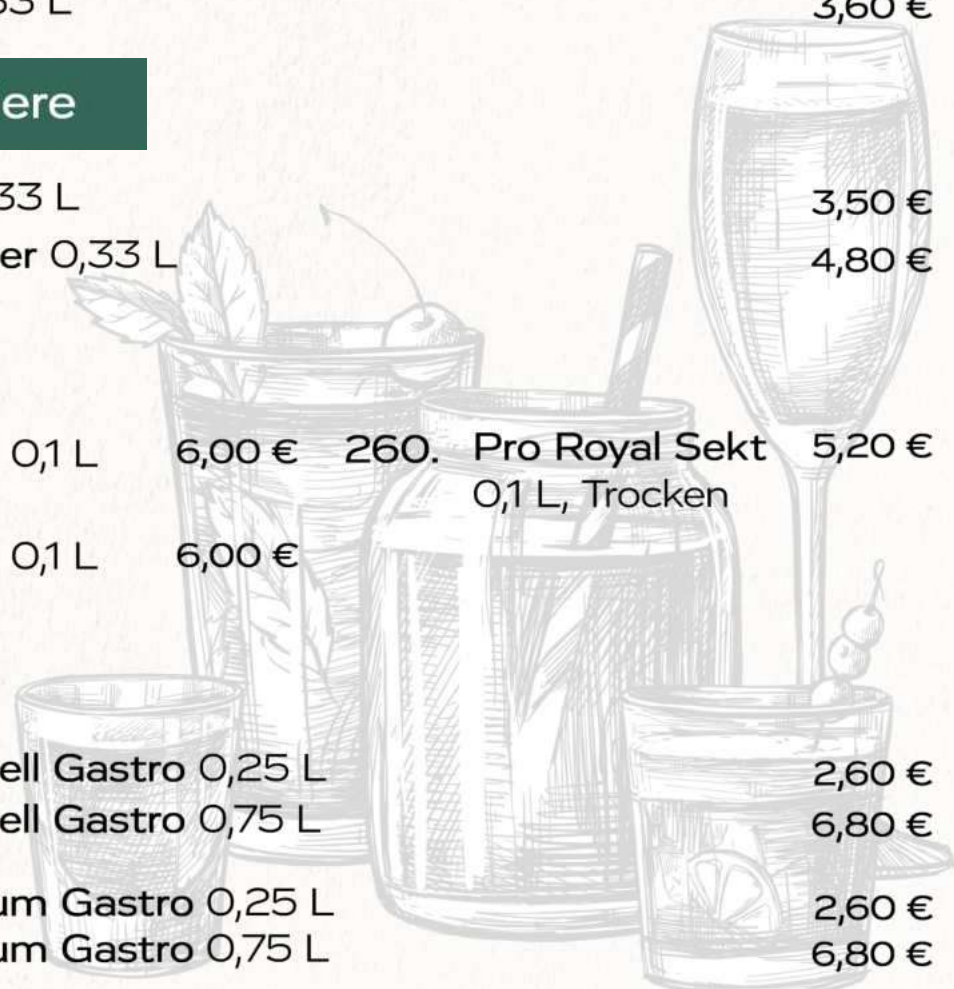 33 L 3,60 €
ere
33 L 3,50 €
er 0,33 L 4,80 €
0,1 L 6,00 € 260. Pro Royal Sekt 5,20 €
0,1 L, Trocken
0,1 L 6,00 €
ell Gastro 0,25 L 2,60 €
ell Gastro 0,75 L 6,80 €
um Gastro 0,25 L 2,60 €
um Gastro 0,75 L 6,80 €